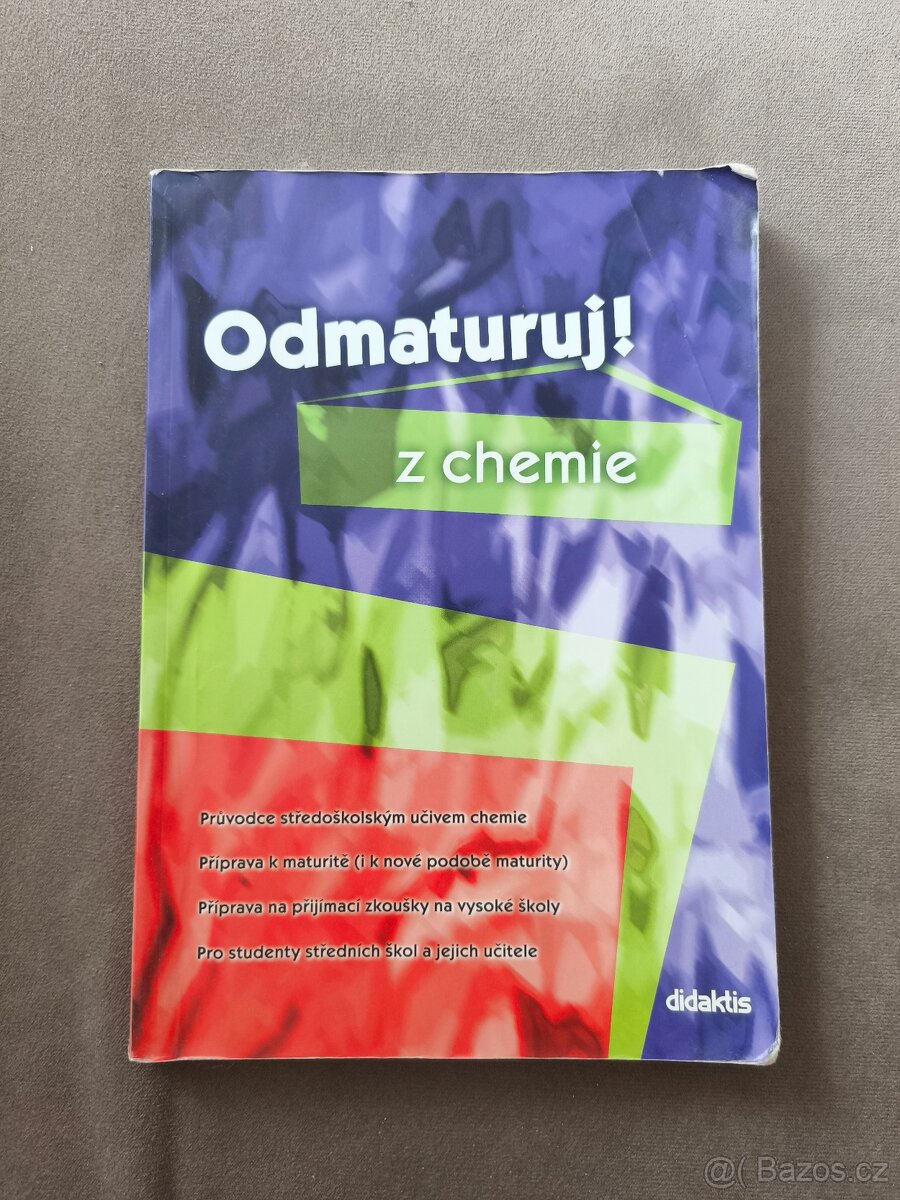 Odmaturuj!
z chemie
Průvodce středoškolským učivem chemie
Příprava k maturitě (i k nové podobě maturity)
Příprava na přijímací zkoušky na vysoké školy
Pro studenty středních škol a jejich učitele
didaktis
@( Bazos.cz